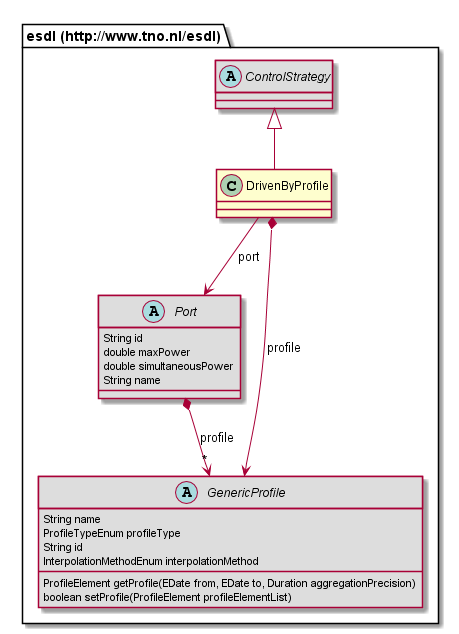 esdl (http://www.tno.nl/esdl)
A ControlStrategy
C DrivenByProfile
port
A Port
String id
double maxPower
double simultaneousPower
String name
profile
profile
*
A GenericProfile
String name
ProfileTypeEnum profileType
String id
InterpolationMethodEnum interpolationMethod
ProfileElement getProfile(EDate from, EDate to, Duration aggregationPrecision)
boolean setProfile(ProfileElement profileElementList)